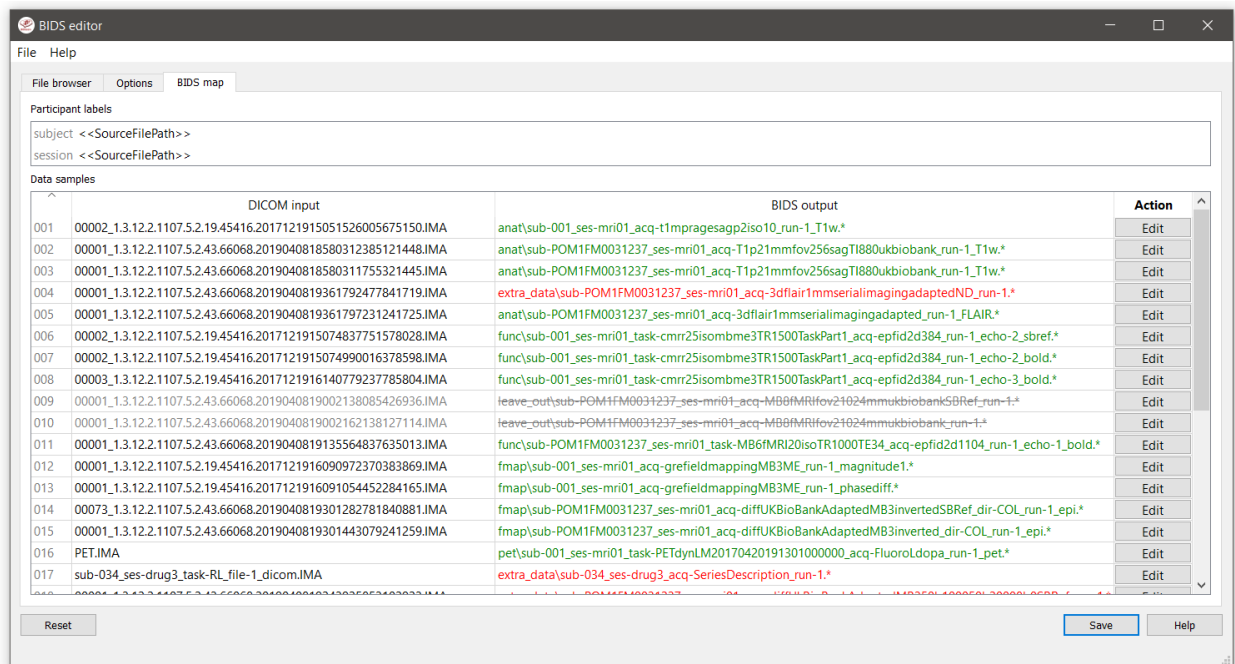 BIDS editor
File Help
File browser Options BIDS map
Participant labels
subject <<SourceFilePath>>
session <<SourceFilePath>>
Data samples
DICOM input BIDS output Action
001 00002_1.3.12.2.1107.5.2.19.45416.2017121915051526005675150.IMA anat\sub-001_ses-mri01_acq-t1mpragesagp2iso10_run-1_T1w.* Edit
002 00001_1.3.12.2.1107.5.2.43.66068.2019040818580312385121448.IMA anat\sub-POM1FM0031237_ses-mri01_acq-T1p21mmfov256sagTI880ukbiobank_run-1_T1w.* Edit
003 00001_1.3.12.2.1107.5.2.43.66068.2019040818580311755321445.IMA anat\sub-POM1FM0031237_ses-mri01_acq-T1p21mmfov256sagTI880ukbiobank_run-1_T1w.* Edit
004 00001_1.3.12.2.1107.5.2.43.66068.2019040819361792477841719.IMA extra_data\sub-POM1FM0031237_ses-mri01_acq-3dflair1mmserialimagingadaptedND_run-1.* Edit
005 00001_1.3.12.2.1107.5.2.43.66068.2019040819361797231241725.IMA anat\sub-POM1FM0031237_ses-mri01_acq-3dflair1mmserialimagingadapted_run-1_FLAIR.* Edit
006 00002_1.3.12.2.1107.5.2.19.45416.2017121915074837751578028.IMA func\sub-001_ses-mri01_task-cmrr25isombme3TR1500TaskPart1_acq-epfid2d384_run-1_echo-2_sbref.* Edit
007 00002_1.3.12.2.1107.5.2.19.45416.2017121915074990016378598.IMA func\sub-001_ses-mri01_task-cmrr25isombme3TR1500TaskPart1_acq-epfid2d384_run-1_echo-2_bold.* Edit
008 00003_1.3.12.2.1107.5.2.19.45416.2017121916140779237785804.IMA func\sub-001_ses-mri01_task-cmrr25isombme3TR1500TaskPart1_acq-epfid2d384_run-1_echo-3_bold.* Edit
009 00001_1.3.12.2.1107.5.2.43.66068.2019040819002138085426936.IMA leave_out\sub-POM1FM0031237_ses-mri01_acq-MB8fMRIfov21024mmukbiobankSBRef_run-1.* Edit
010 00001_1.3.12.2.1107.5.2.43.66068.2019040819002162138127114.IMA leave_out\sub-POM1FM0031237_ses-mri01_acq-MB8fMRIfov21024mmukbiobank_run-1.* Edit
011 00001_1.3.12.2.1107.5.2.43.66068.2019040819135564837635013.IMA func\sub-POM1FM0031237_ses-mri01_task-MB6fMRI20isoTR1000TE34_acq-epfid2d1104_run-1_echo-1_bold.* Edit
012 00001_1.3.12.2.1107.5.2.19.45416.2017121916090972370383869.IMA fmap\sub-001_ses-mri01_acq-grefieldmappingMB3ME_run-1_magnitude1.* Edit
013 00001_1.3.12.2.1107.5.2.19.45416.2017121916091054452284165.IMA fmap\sub-001_ses-mri01_acq-grefieldmappingMB3ME_run-1_phasediff.* Edit
014 00073_1.3.12.2.1107.5.2.43.66068.2019040819301282781840881.IMA fmap\sub-POM1FM0031237_ses-mri01_acq-diffUKBioBankAdaptedMB3invertedSBRef_dir-COL_run-1_epi.* Edit
015 00001_1.3.12.2.1107.5.2.43.66068.2019040819301443079241259.IMA fmap\sub-POM1FM0031237_ses-mri01_acq-diffUKBioBankAdaptedMB3inverted_dir-COL_run-1_epi.* Edit
016 PET.IMA pet\sub-001_ses-mri01_task-PETdynLM20170420191301000000_acq-FluoroLdopa_run-1_pet.* Edit
017 sub-034_ses-drug3_task-RL_file-1_dicom.IMA extra_data\sub-034_ses-drug3_acq-SeriesDescription_run-1.* Edit
Reset Save Help